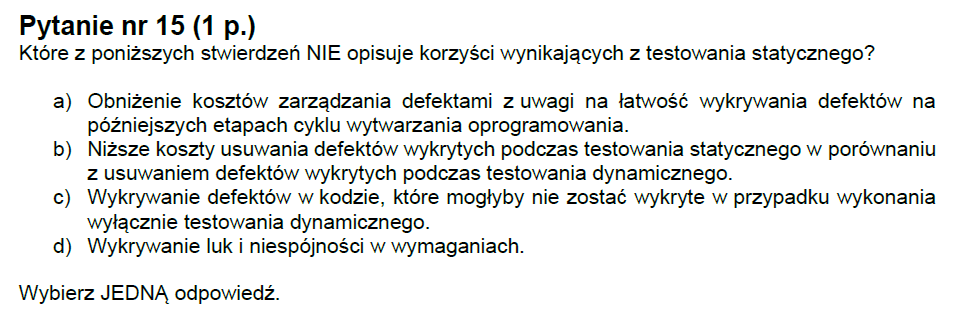 Pytanie nr 15 (1 p.)
Które z poniższych stwierdzeń NIE opisuje korzyści wynikających z testowania statycznego?
a) Obniżenie kosztów zarządzania defektami z uwagi na łatwość wykrywania defektów na
późniejszych etapach cyklu wytwarzania oprogramowania.
b) Niższe koszty usuwania defektów wykrytych podczas testowania statycznego w porównaniu
z usuwaniem defektów wykrytych podczas testowania dynamicznego.
c) Wykrywanie defektów w kodzie, które mogłyby nie zostać wykryte w przypadku wykonania
wyłącznie testowania dynamicznego.
d) Wykrywanie luk i niespójności w wymaganiach.
Wybierz JEDNĄ odpowiedź.